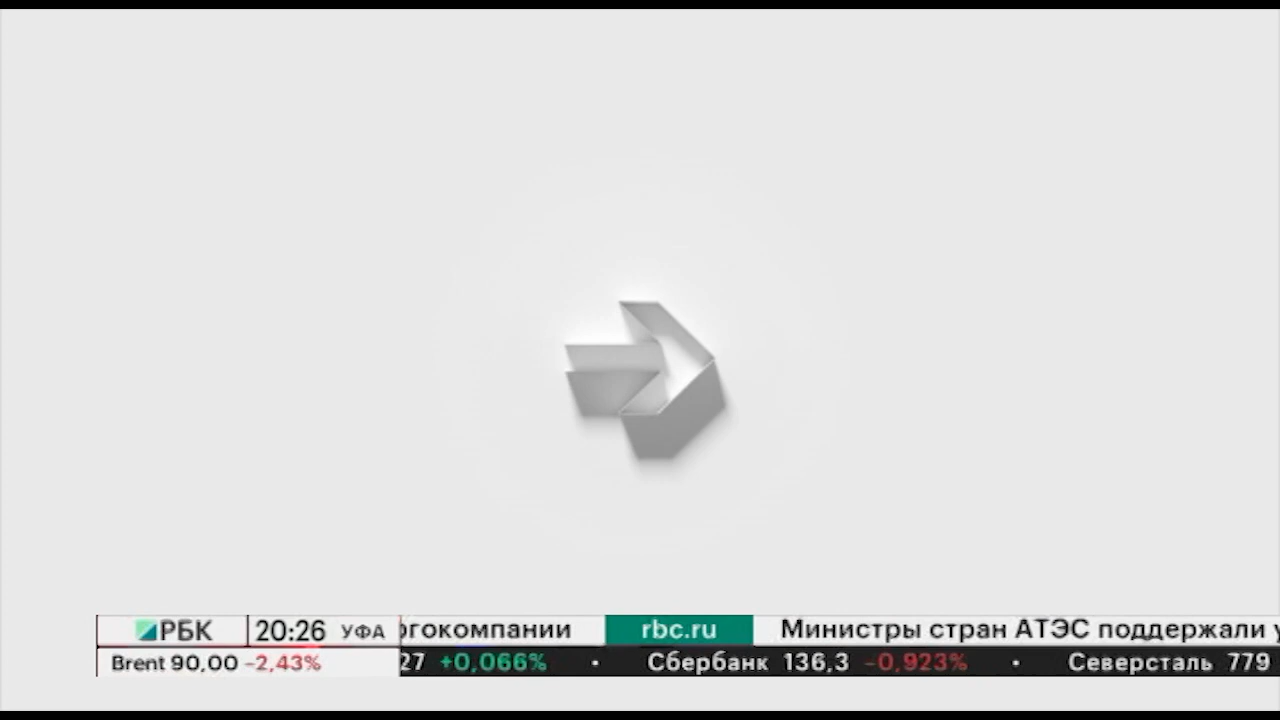 РБК 20:26 УФА ргокомпании rbc.ru Министры стран АТЭС поддержали у
Brent 90,00 -2,43% 27 +0,066% • Сбербанк 136,3 -0,923% • Северсталь 779